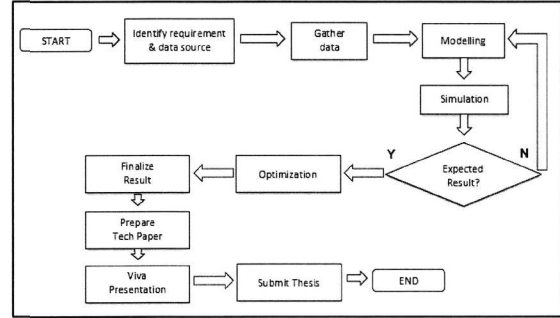 START
Identify requirement
& data source
Gather
data
Modelling
Simulation
Expected
Result?
Y
N
Optimization
Finalize
Result
Prepare
Tech Paper
Viva
Presentation
Submit Thesis
END